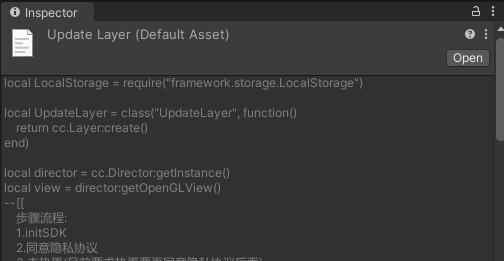 Inspector
Update Layer (Default Asset)
Open
local LocalStorage = require("framework.storage.LocalStorage")
local UpdateLayer = class("UpdateLayer", function()
return cc.Layer:create()
end)
local director = cc.Director:getInstance()
local view = director:getOpenGLView()
--[[
步骤流程:
1.initSDK
2.同意隐私协议